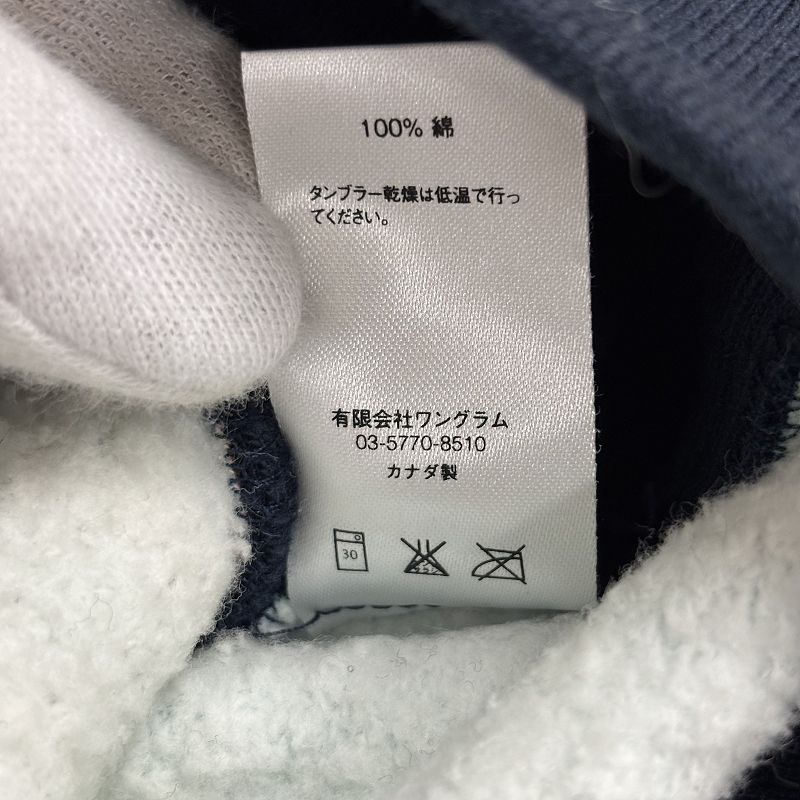 100% 綿
タンブラー乾燥は低温で行っ
てください。
有限会社ワングラム
03-5770-8510
カナダ製
30